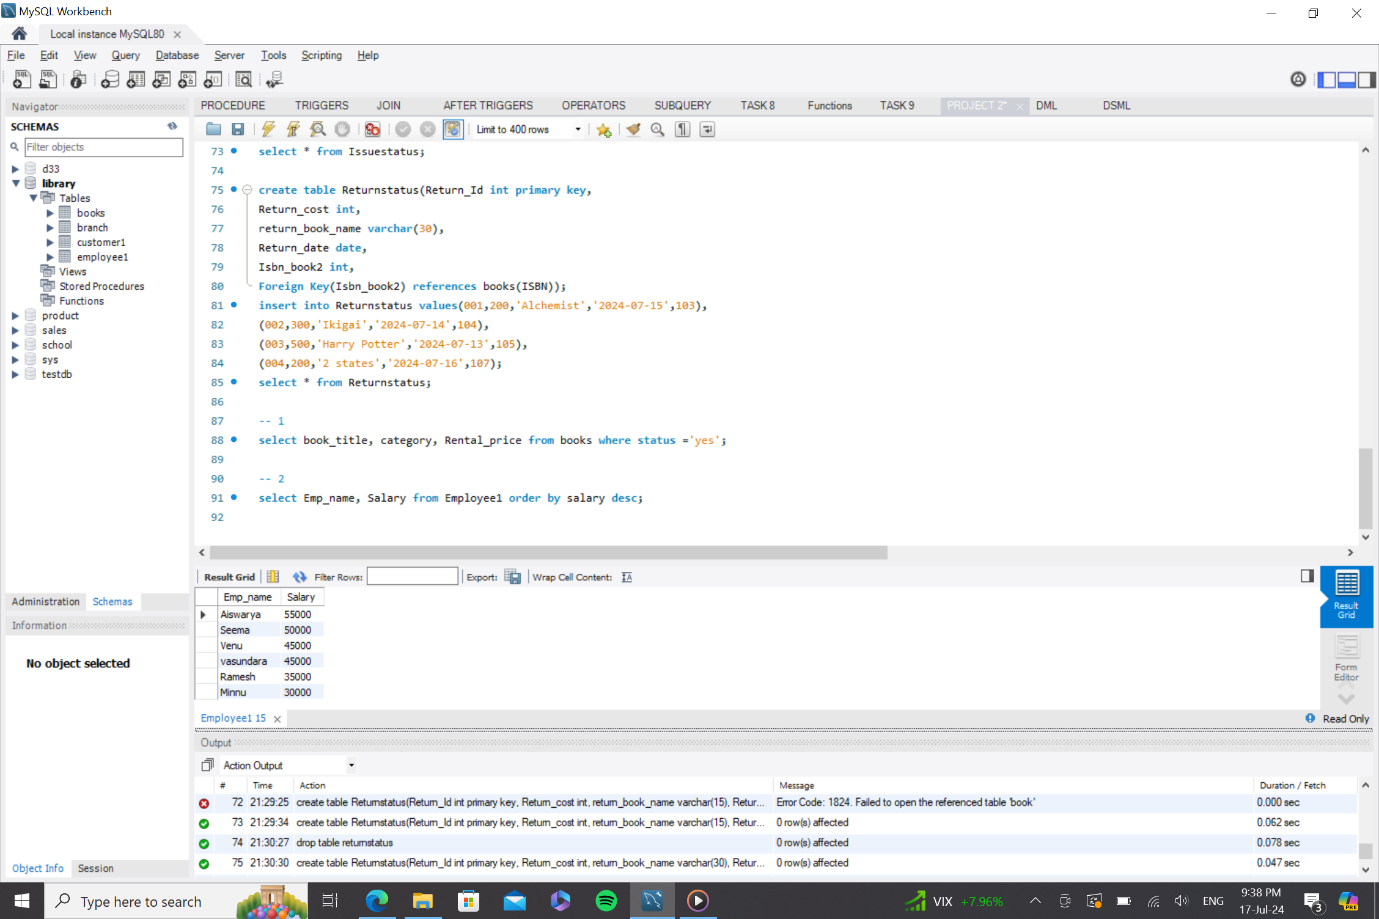 MySQL Workbench
Local instance MySQL80
File Edit View Query Database Server Tools Scripting Help
Navigator
SCHEMAS
Filter objects
d33
library
Tables
books
branch
customer1
employee1
Views
Stored Procedures
Functions
product
sales
school
sys
testdb
Administration Schemas
Information
No object selected
Object Info Session
PROCEDURE TRIGGERS JOIN AFTER TRIGGERS OPERATORS SUBQUERY TASK 8 Functions TASK 9 PROJECT 2* DML DSML
Limit to 400 rows
73 select * from Issuestatus;
74
75 create table Returnstatus(Return_Id int primary key,
76 Return_cost int,
77 return_book_name varchar(30),
78 Return_date date,
79 Isbn_book2 int,
80 Foreign Key(Isbn_book2) references books(ISBN));
81 insert into Returnstatus values(001,200,'Alchemist','2024-07-15',103),
82 (002,300,'Ikigai','2024-07-14',104),
83 (003,500,'Harry Potter','2024-07-13',105),
84 (004,200,'2 states','2024-07-16',107);
85 select * from Returnstatus;
86
87 -- 1
88 select book_title, category, Rental_price from books where status ='yes';
89
90 -- 2
91 select Emp_name, Salary from Employee1 order by salary desc;
92
Result Grid Filter Rows: Export: Wrap Cell Content:
Emp_name Salary
Aiswarya 55000
Seema 50000
Venu 45000
vasundara 45000
Ramesh 35000
Minnu 30000
Result Grid
Form Editor
Employee1 15 Read Only
Output
Action Output
# Time Action Message Duration / Fetch
72 21:29:25 create table Returnstatus(Return_Id int primary key, Return_cost int, return_book_name varchar(15), Retur... Error Code: 1824. Failed to open the referenced table 'book' 0.000 sec
73 21:29:34 create table Returnstatus(Return_Id int primary key, Return_cost int, return_book_name varchar(15), Retur... 0 row(s) affected 0.062 sec
74 21:30:27 drop table returnstatus 0 row(s) affected 0.078 sec
75 21:30:30 create table Returnstatus(Return_Id int primary key, Return_cost int, return_book_name varchar(30), Retur... 0 row(s) affected 0.047 sec
Type here to search
VIX +7.96%
ENG
9:38 PM
17-Jul-24
3
PRE